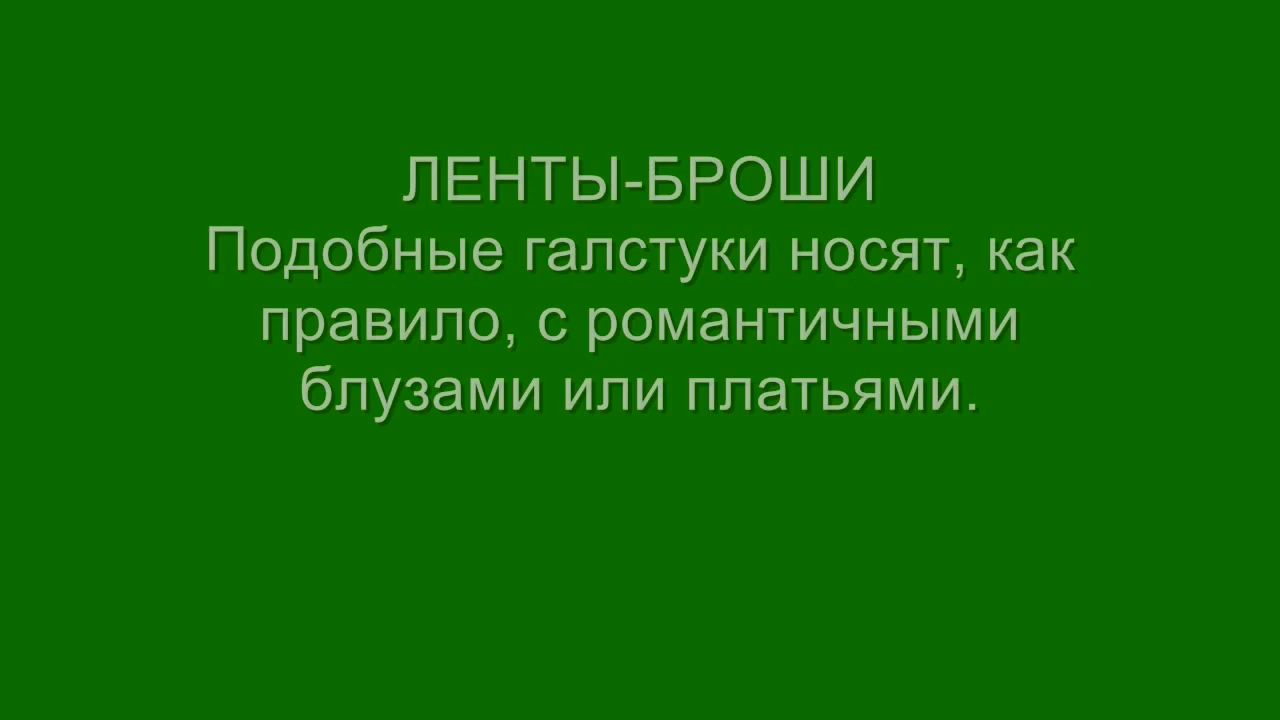 ЛЕНТЫ-БРОШИ
Подобные галстуки носят, как
правило, с романтичными
блузами или платьями.